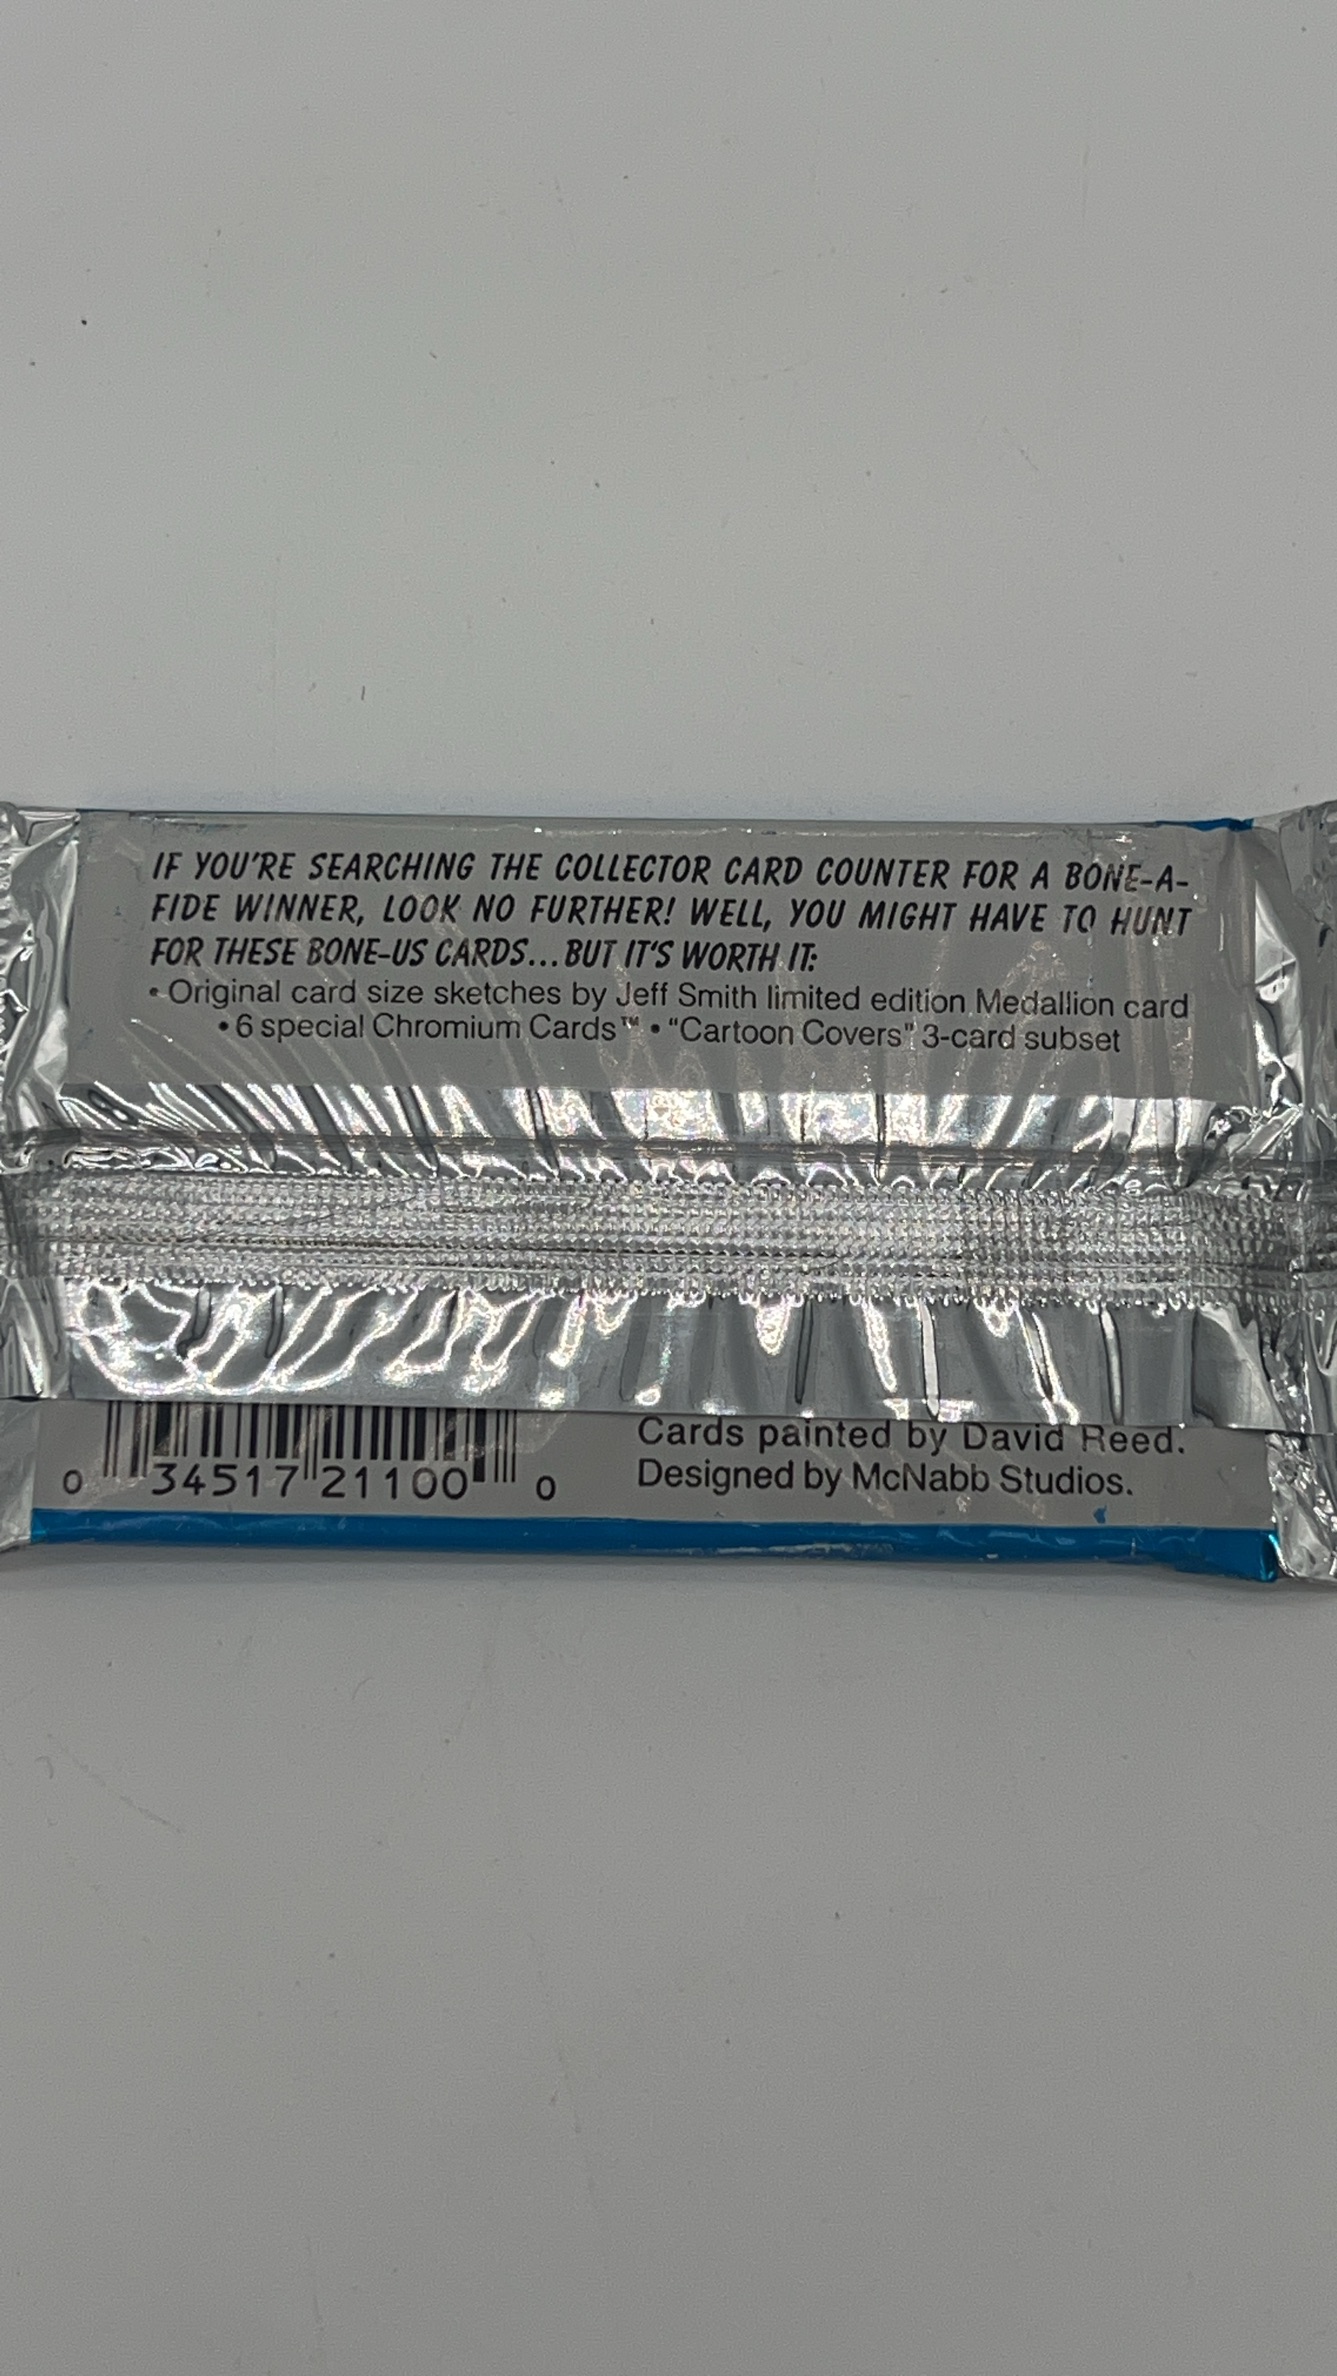 IF YOU'RE SEARCHING THE COLLECTOR CARD COUNTER FOR A BONE-A-
FIDE WINNER, LOOK NO FURTHER! WELL, YOU MIGHT HAVE TO HUNT
FOR THESE BONE-US CARDS...BUT IT'S WORTH IT:
• Original card size sketches by Jeff Smith limited edition Medallion card
• 6 special Chromium Cards™ • "Cartoon Covers" 3-card subset
Cards painted by David Reed.
Designed by McNabb Studios.
0 34517 21100 0